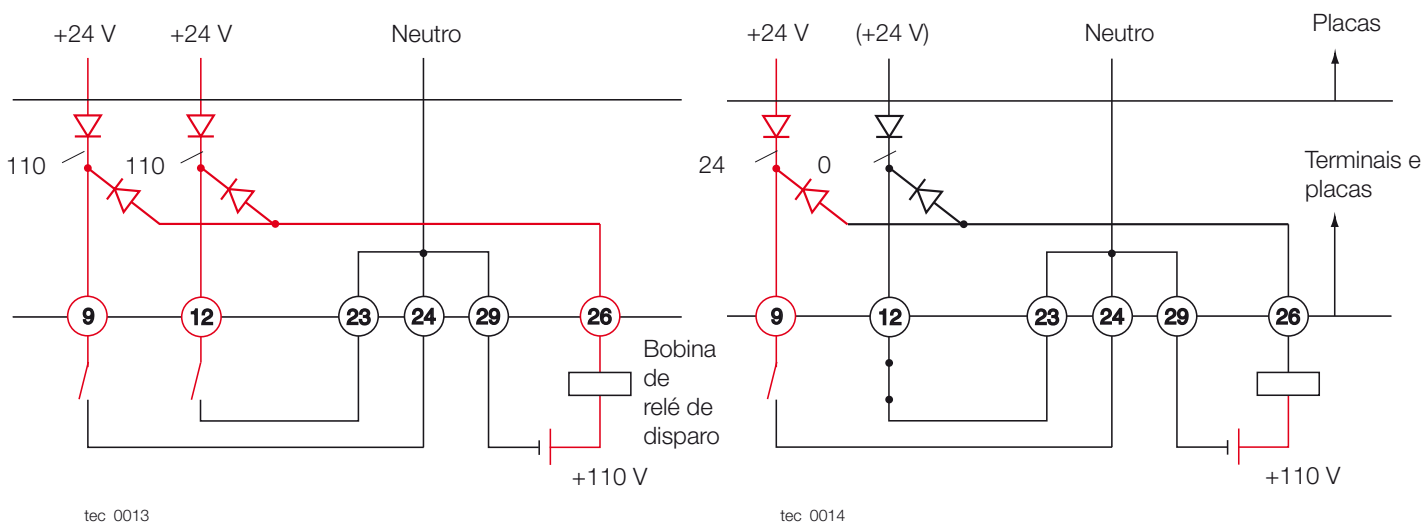 +24 V +24 V Neutro
110 110
9 12 23 24 29 26
Bobina
de
relé de
disparo
+110 V
tec 0013
+24 V (+24 V) Neutro Placas
24 0
Terminais e
placas
9 12 23 24 29 26
+110 V
tec 0014